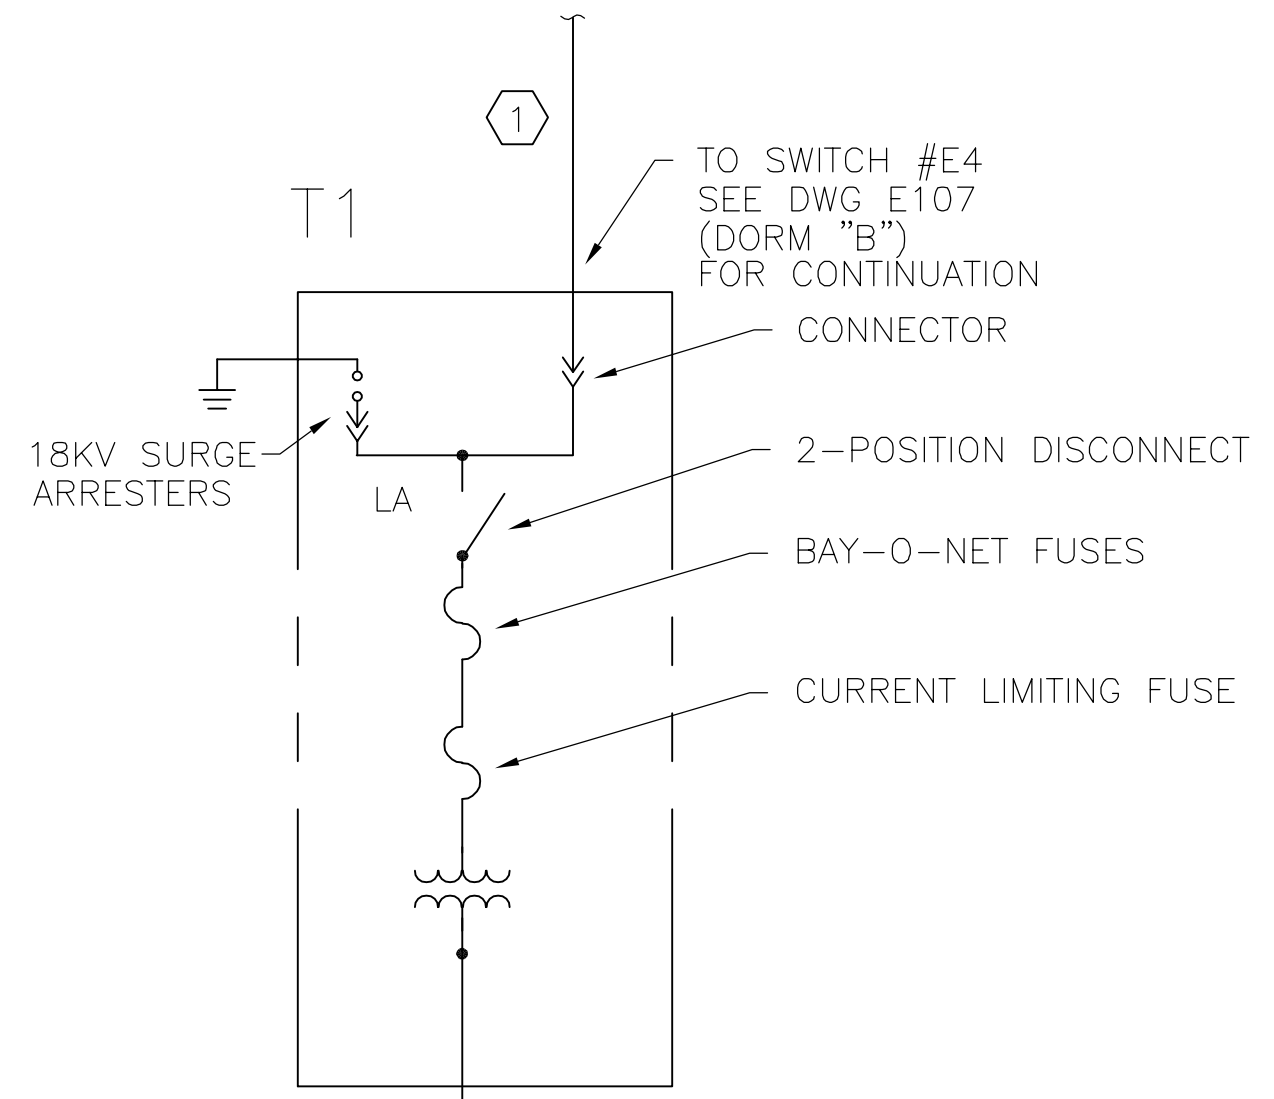 1
TO SWITCH #E4
SEE DWG E107
(DORM "B")
FOR CONTINUATION
T1
CONNECTOR
18KV SURGE
ARRESTERS
2-POSITION DISCONNECT
LA
BAY-O-NET FUSES
CURRENT LIMITING FUSE